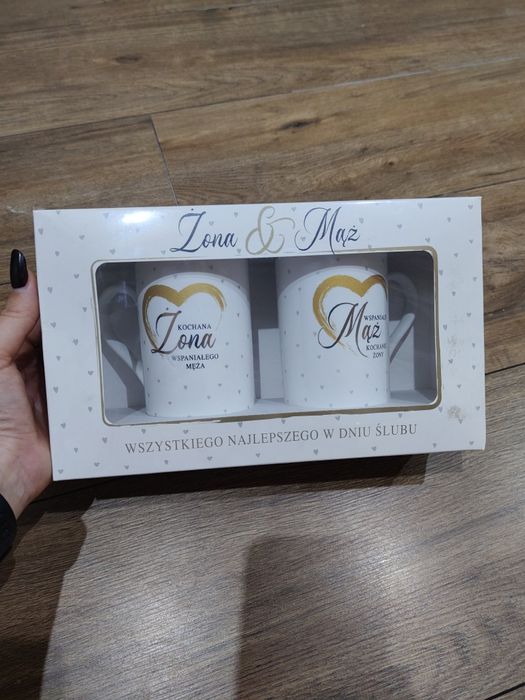 Żona & Mąż
KOCHANA
Żona
WSPANIAŁEGO
MĘŻA
WSPANIAŁY
Mąż
KOCHANEJ
ŻONY
WSZYSTKIEGO NAJLEPSZEGO W DNIU ŚLUBU